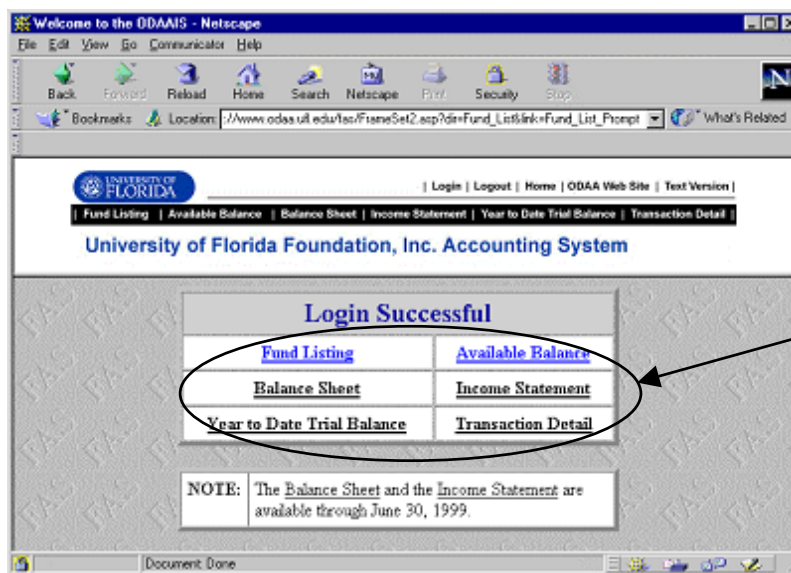 Welcome to the ODAAIS - Netscape
File Edit View Go Communicator Help
Back Forward Reload Home Search Netscape Print Security Stop N
Bookmarks Location: ://www.odaa.ufl.edu/fas/FrameSet2.asp?dir=Fund_List&link=Fund_List_Prompt What's Related
UNIVERSITY OF
FLORIDA
| Login | Logout | Home | ODAA Web Site | Text Version |
| Fund Listing | Available Balance | Balance Sheet | Income Statement | Year to Date Trial Balance | Transaction Detail |
University of Florida Foundation, Inc. Accounting System
Login Successful
Fund Listing Available Balance
Balance Sheet Income Statement
Year to Date Trial Balance Transaction Detail
NOTE: The Balance Sheet and the Income Statement are
available through June 30, 1999.
Document: Done